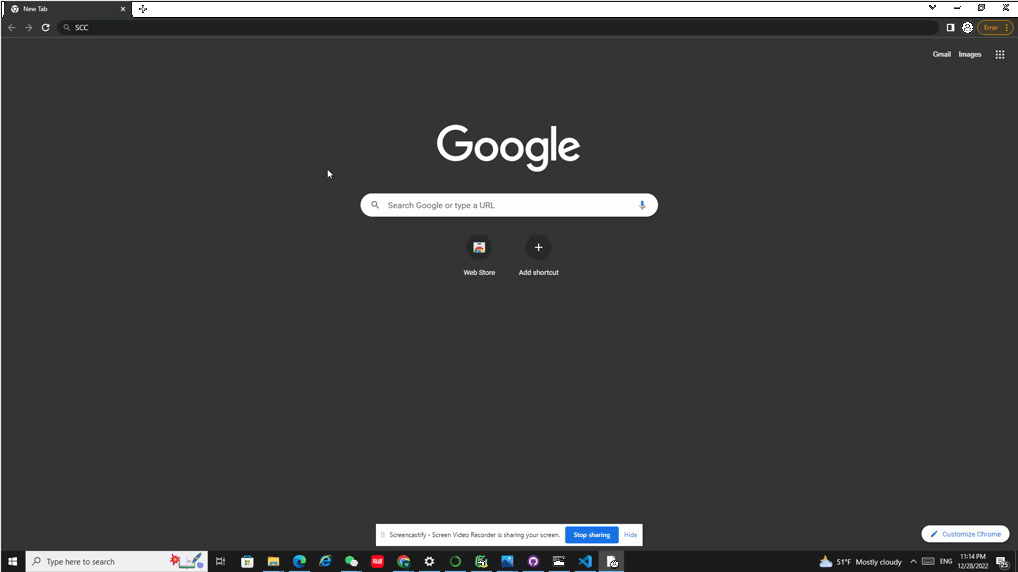 New Tab
SCC
Error
Gmail
Images
Google
Search Google or type a URL
Web Store
Add shortcut
Screencastify - Screen Video Recorder is sharing your screen.
Stop sharing
Hide
Customize Chrome
Type here to search
51°F Mostly cloudy
ENG
11:14 PM
12/28/2022